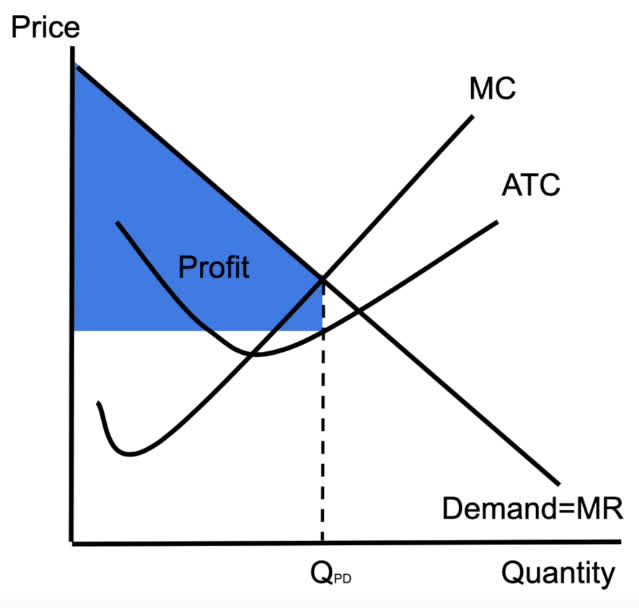 Price
MC
ATC
Profit
Demand=MR
QPD
Quantity